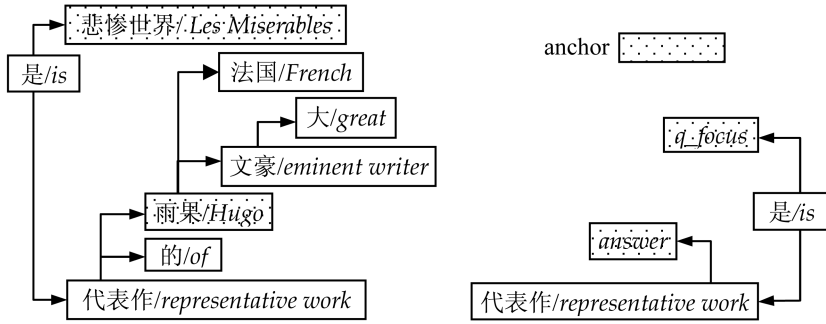 悲惨世界/ Les Miserables
是/is
法国/French
大/great
文豪/eminent writer
雨果/Hugo
的/of
代表作/representative work
anchor
q_focus
是/is
answer
代表作/representative work